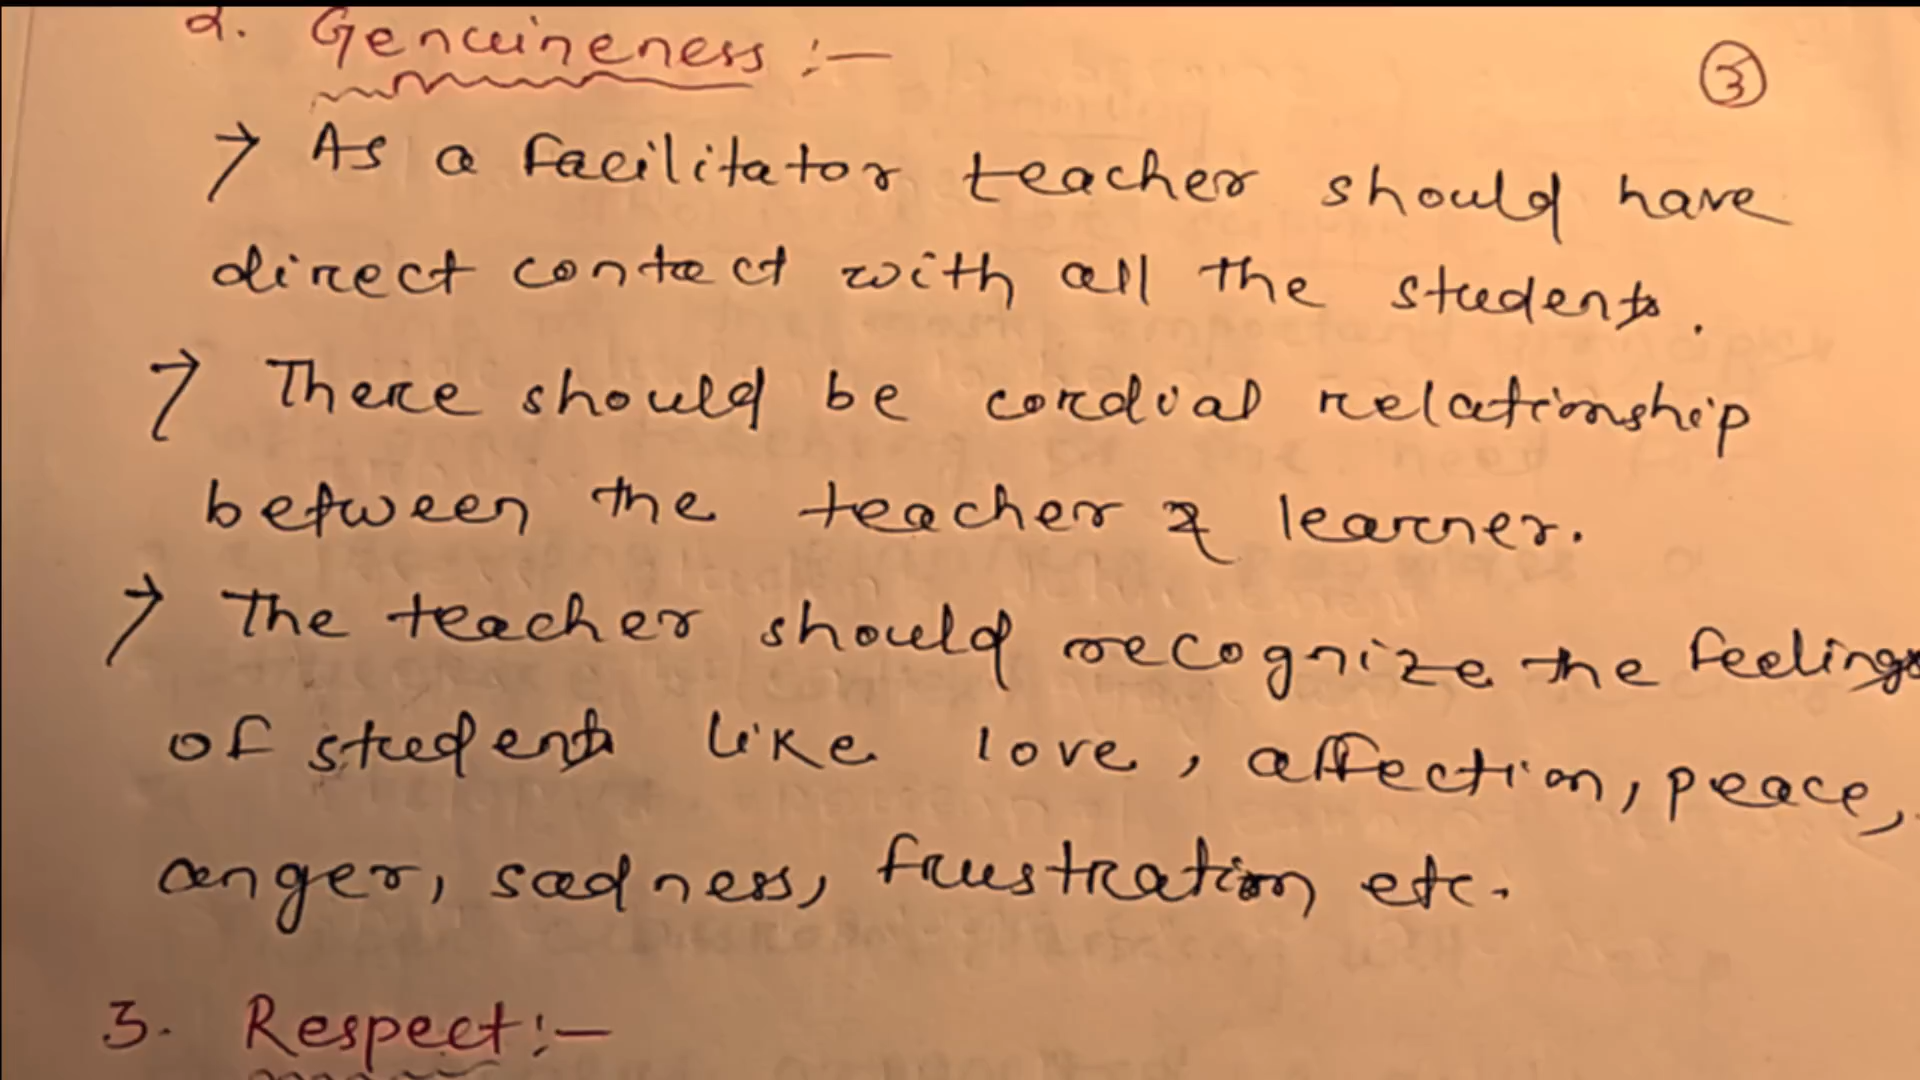 2. Genuineness :-
3
→ As a facilitator teacher should have
direct contact with all the students.
→ There should be cordial relationship
between the teacher & learner.
→ The teacher should recognize the feelings
of students like love, affection, peace,
anger, sadness, frustration etc.
3. Respect :-